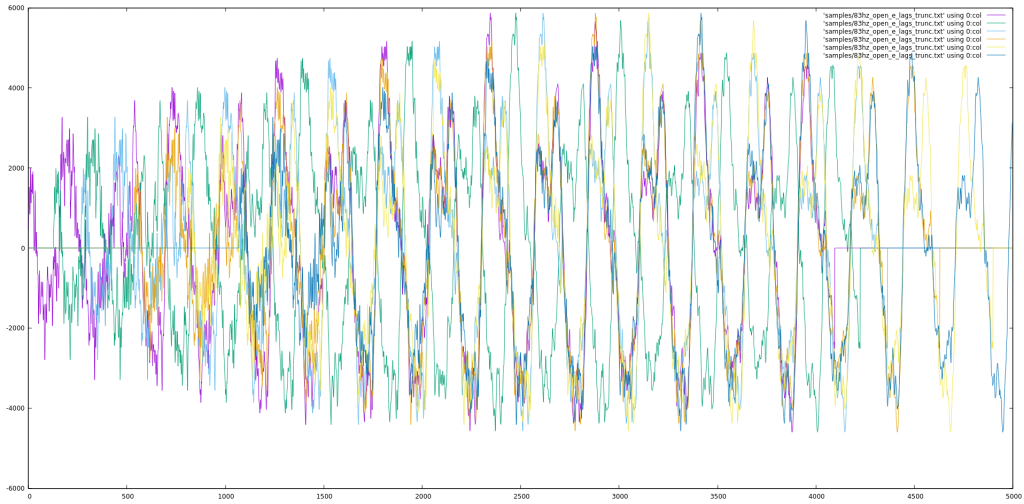 6000
4000
2000
0
-2000
-4000
-6000
0 500 1000 1500 2000 2500 3000 3500 4000 4500 5000
'samples/83hz_open_e_lags_trunc.txt' using 0:col
'samples/83hz_open_e_lags_trunc.txt' using 0:col
'samples/83hz_open_e_lags_trunc.txt' using 0:col
'samples/83hz_open_e_lags_trunc.txt' using 0:col
'samples/83hz_open_e_lags_trunc.txt' using 0:col
'samples/83hz_open_e_lags_trunc.txt' using 0:col